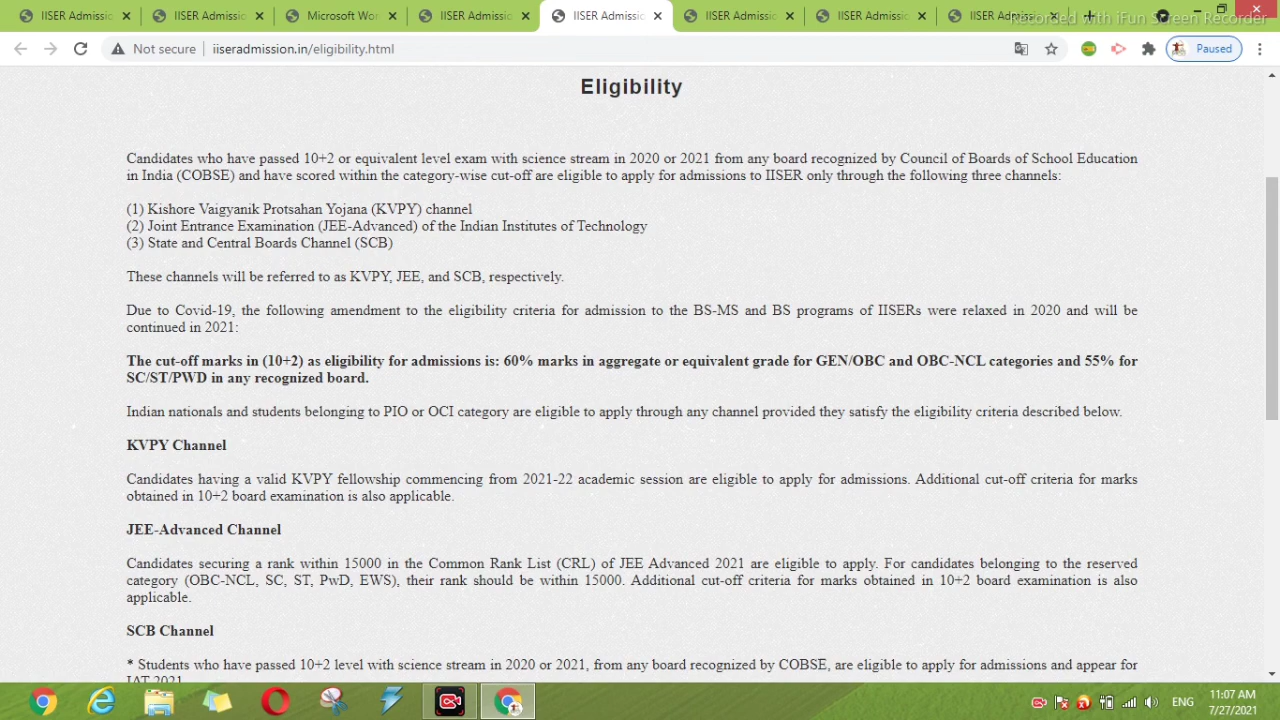 IISER Admissio
IISER Admissio
Microsoft Wor
IISER Admissio
IISER Admissio
IISER Admissio
IISER Admissio
IISER Admis
Recorded with iFun Screen Recorder
Not secure
iiseradmission.in/eligibility.html
Paused
Eligibility
Candidates who have passed 10+2 or equivalent level exam with science stream in 2020 or 2021 from any board recognized by Council of Boards of School Education
in India (COBSE) and have scored within the category-wise cut-off are eligible to apply for admissions to IISER only through the following three channels:
(1) Kishore Vaigyanik Protsahan Yojana (KVPY) channel
(2) Joint Entrance Examination (JEE-Advanced) of the Indian Institutes of Technology
(3) State and Central Boards Channel (SCB)
These channels will be referred to as KVPY, JEE, and SCB, respectively.
Due to Covid-19, the following amendment to the eligibility criteria for admission to the BS-MS and BS programs of IISERs were relaxed in 2020 and will be
continued in 2021:
The cut-off marks in (10+2) as eligibility for admissions is: 60% marks in aggregate or equivalent grade for GEN/OBC and OBC-NCL categories and 55% for
SC/ST/PWD in any recognized board.
Indian nationals and students belonging to PIO or OCI category are eligible to apply through any channel provided they satisfy the eligibility criteria described below.
KVPY Channel
Candidates having a valid KVPY fellowship commencing from 2021-22 academic session are eligible to apply for admissions. Additional cut-off criteria for marks
obtained in 10+2 board examination is also applicable.
JEE-Advanced Channel
Candidates securing a rank within 15000 in the Common Rank List (CRL) of JEE Advanced 2021 are eligible to apply. For candidates belonging to the reserved
category (OBC-NCL, SC, ST, PwD, EWS), their rank should be within 15000. Additional cut-off criteria for marks obtained in 10+2 board examination is also
applicable.
SCB Channel
* Students who have passed 10+2 level with science stream in 2020 or 2021, from any board recognized by COBSE, are eligible to apply for admissions and appear for
IAT 2021
ENG
11:07 AM
7/27/2021